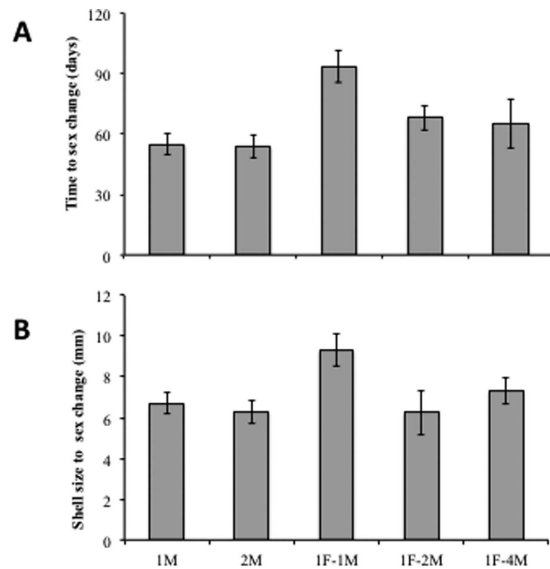 A
Time to sex change (days)
120
90
60
30
0
B
Shell size to sex change (mm)
12
10
8
6
4
2
0
1M 2M 1F-1M 1F-2M 1F-4M